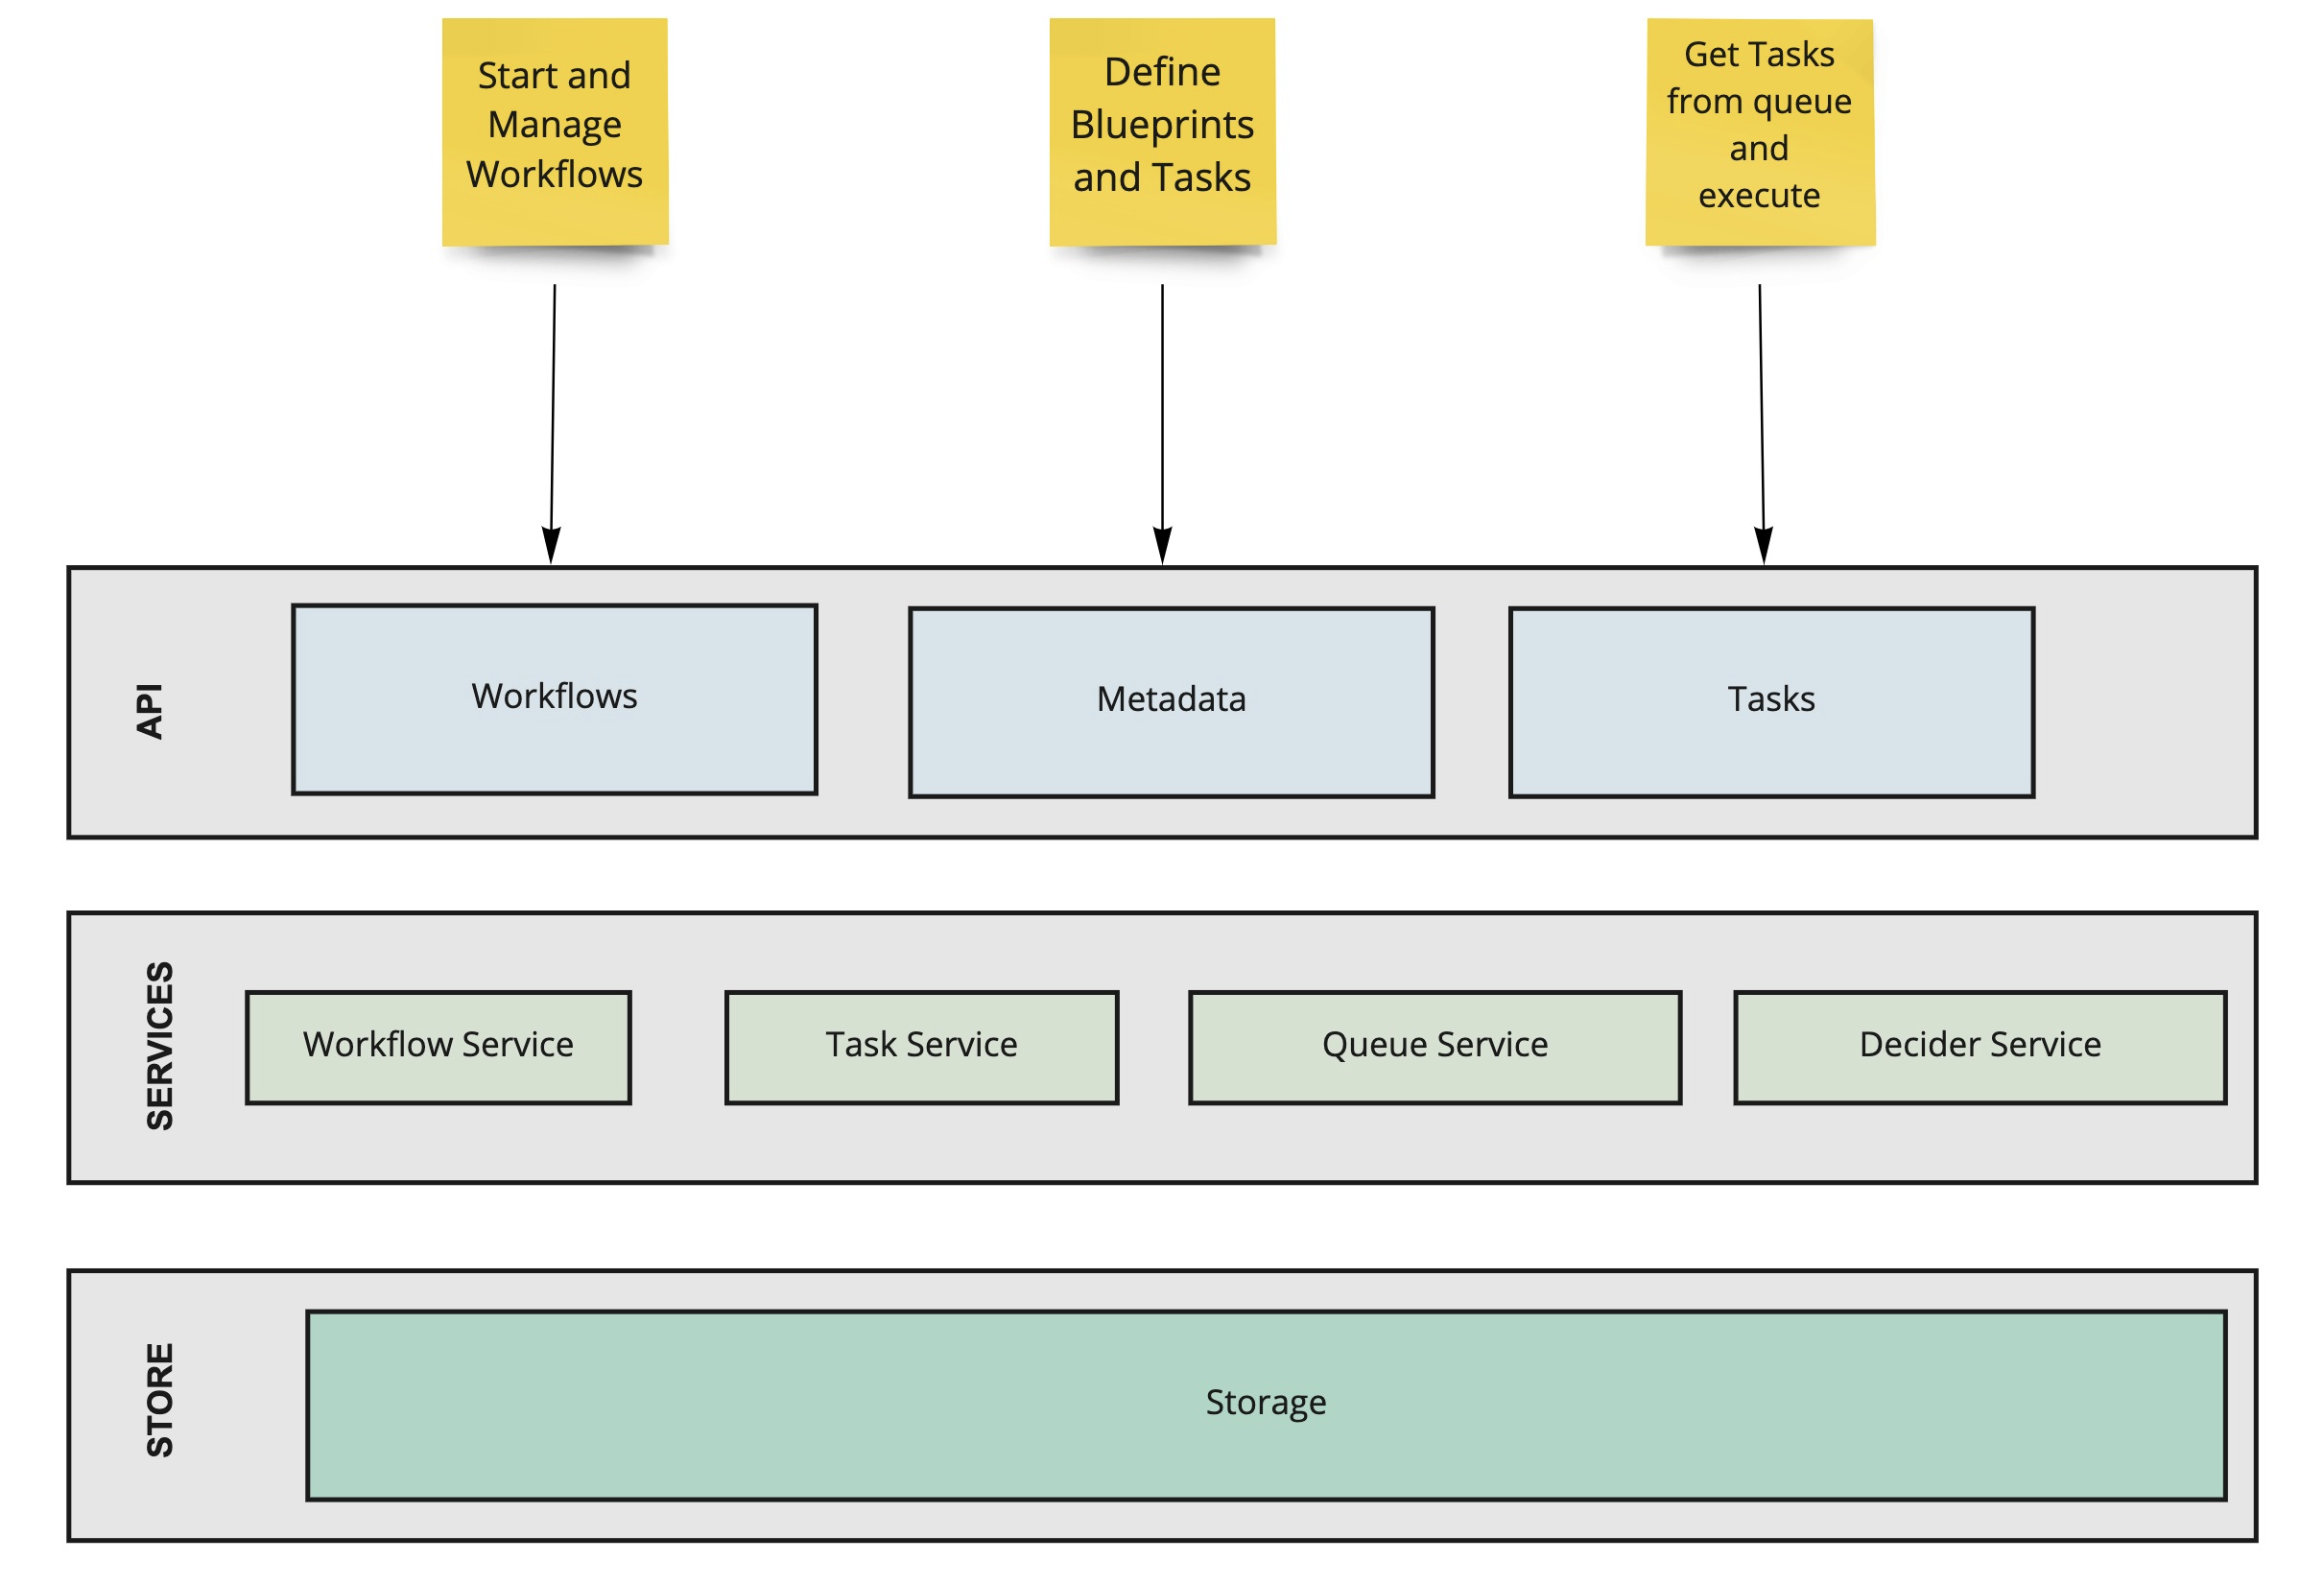 Start and
Manage
Workflows
Define
Blueprints
and Tasks
Get Tasks
from queue
and
execute
API
Workflows
Metadata
Tasks
SERVICES
Workflow Service
Task Service
Queue Service
Decider Service
STORE
Storage